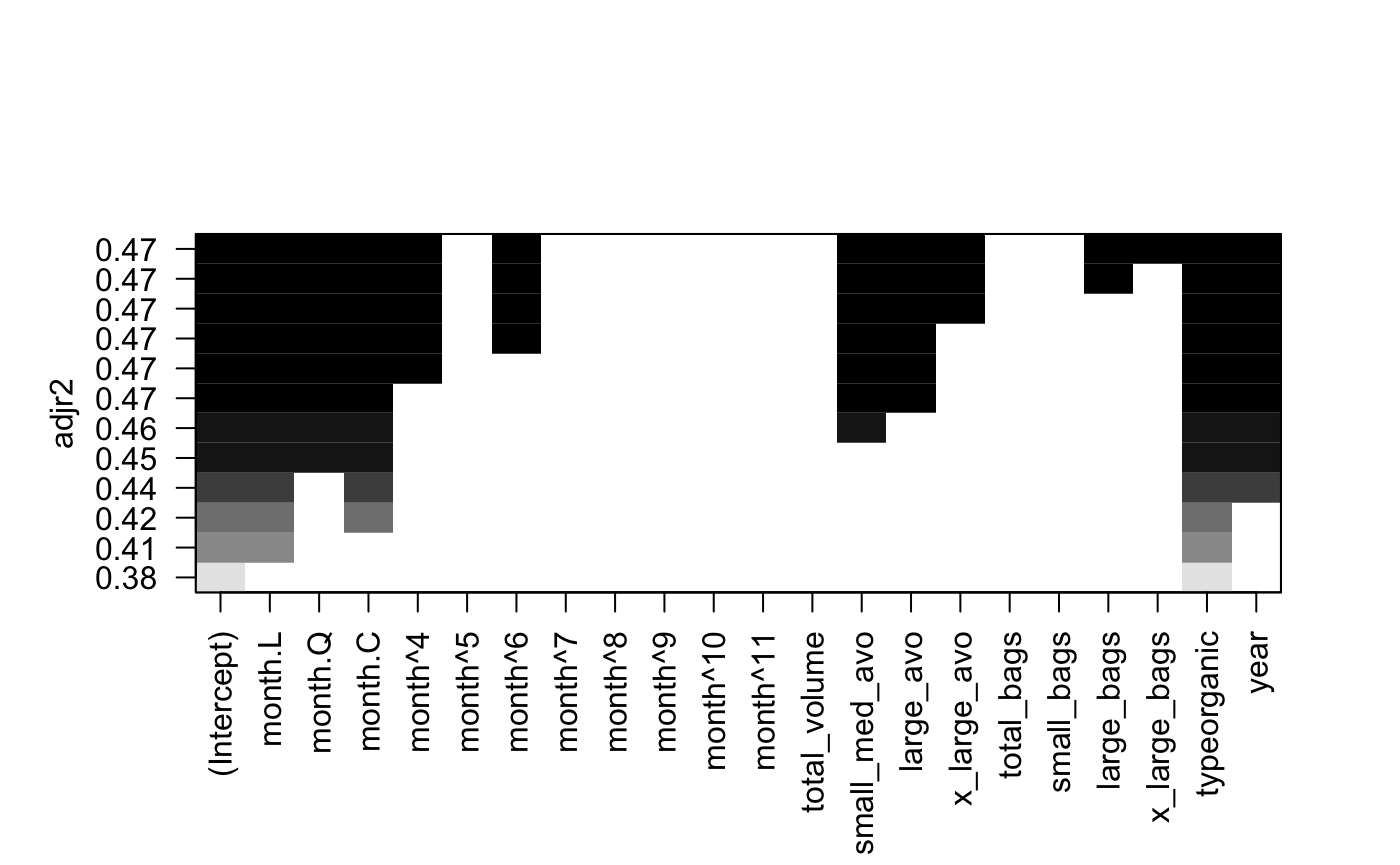 adjr2
0.47
0.47
0.47
0.47
0.47
0.47
0.46
0.45
0.44
0.42
0.41
0.38
(Intercept)
month.L
month.Q
month.C
month^4
month^5
month^6
month^7
month^8
month^9
month^10
month^11
total_volume
small_med_avo
large_avo
x_large_avo
total_bags
small_bags
large_bags
x_large_bags
typeorganic
year